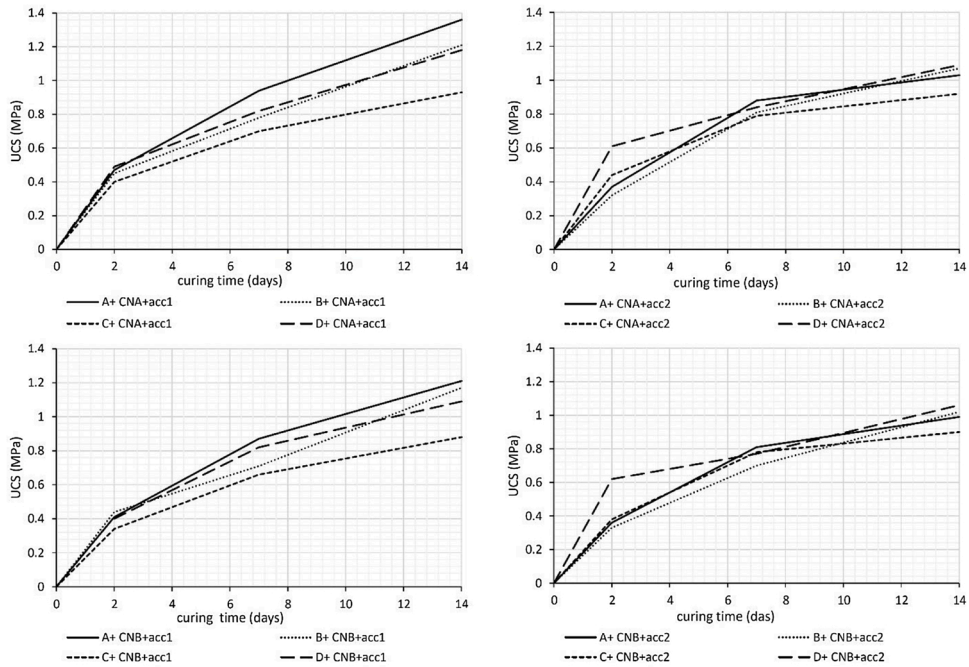 1.4
1.2
1
0.8
0.6
0.4
0.2
0
UCS (MPa)
0 2 4 6 8 10 12 14
curing time (days)
A+ CNA+acc1 B+ CNA+acc1
C+ CNA+acc1 D+ CNA+acc1
1.4
1.2
1
0.8
0.6
0.4
0.2
0
UCS (MPa)
0 2 4 6 8 10 12 14
curing time (days)
A+ CNA+acc2 B+ CNA+acc2
C+ CNA+acc2 D+ CNA+acc2
1.4
1.2
1
0.8
0.6
0.4
0.2
0
UCS (MPa)
0 2 4 6 8 10 12 14
curing time (days)
A+ CNB+acc1 B+ CNB+acc1
C+ CNB+acc1 D+ CNB+acc1
1.4
1.2
1
0.8
0.6
0.4
0.2
0
UCS (MPa)
0 2 4 6 8 10 12 14
curing time (das)
A+ CNB+acc2 B+ CNB+acc2
C+ CNB+acc2 D+ CNB+acc2